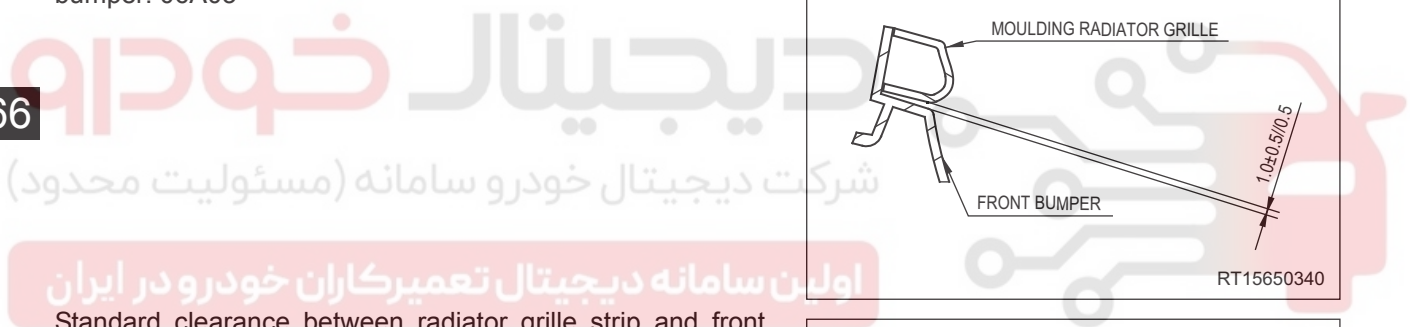 bumper: 06A03
66
MOULDING RADIATOR GRILLE
1.0±0.5//0.5
FRONT BUMPER
RT15650340
دیجیتال خودرو
شرکت دیجیتال خودرو سامانه (مسئولیت محدود)
اولین سامانه دیجیتال تعمیرکاران خودرو در ایران
Standard clearance between radiator grille strip and front